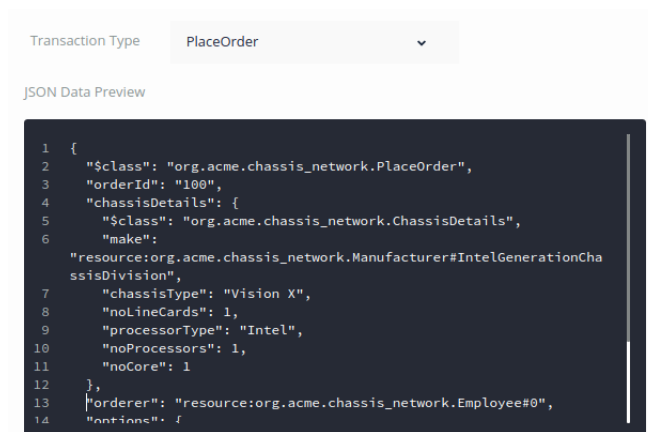 Transaction Type PlaceOrder
JSON Data Preview
1 {
2 "$class": "org.acme.chassis_network.PlaceOrder",
3 "orderId": "100",
4 "chassisDetails": {
5 "$class": "org.acme.chassis_network.ChassisDetails",
6 "make":
"resource:org.acme.chassis_network.Manufacturer#IntelGenerationCha
ssisDivision",
7 "chassisType": "Vision X",
8 "noLineCards": 1,
9 "processorType": "Intel",
10 "noProcessors": 1,
11 "noCore": 1
12 },
13 "orderer": "resource:org.acme.chassis_network.Employee#0",
14 "options": {